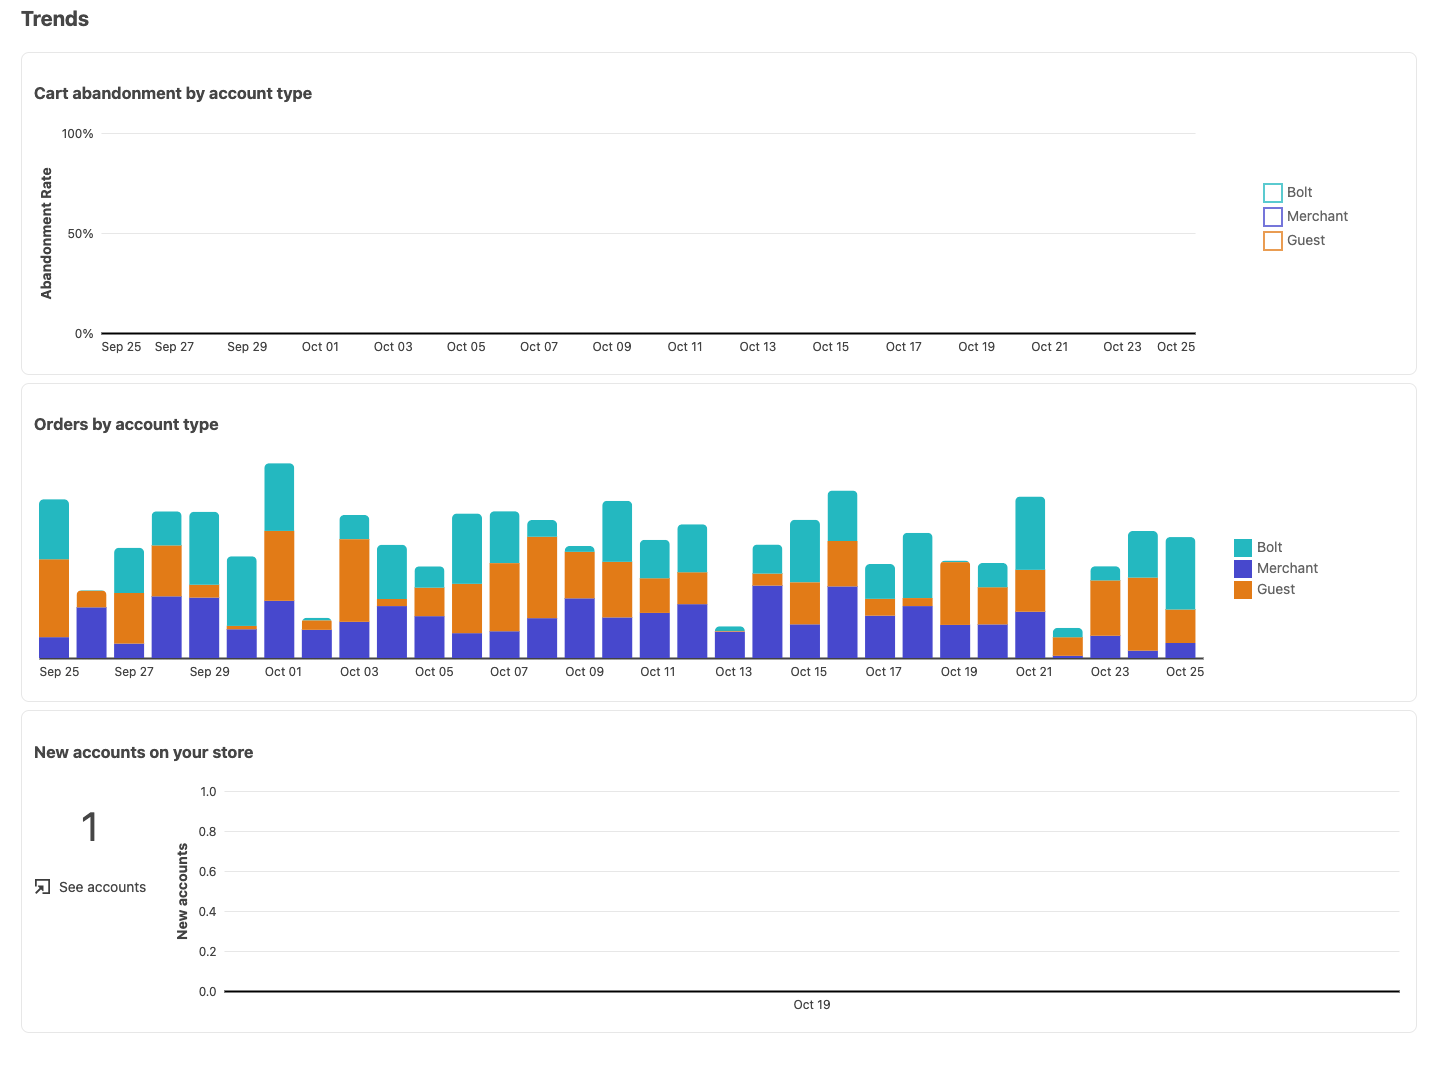 Trends
Cart abandonment by account type
100%
50%
0%
Abandonment Rate
Sep 25 Sep 27 Sep 29 Oct 01 Oct 03 Oct 05 Oct 07 Oct 09 Oct 11 Oct 13 Oct 15 Oct 17 Oct 19 Oct 21 Oct 23 Oct 25
Bolt
Merchant
Guest
Orders by account type
Sep 25 Sep 27 Sep 29 Oct 01 Oct 03 Oct 05 Oct 07 Oct 09 Oct 11 Oct 13 Oct 15 Oct 17 Oct 19 Oct 21 Oct 23 Oct 25
Bolt
Merchant
Guest
New accounts on your store
1
See accounts
New accounts
1.0
0.8
0.6
0.4
0.2
0.0
Oct 19